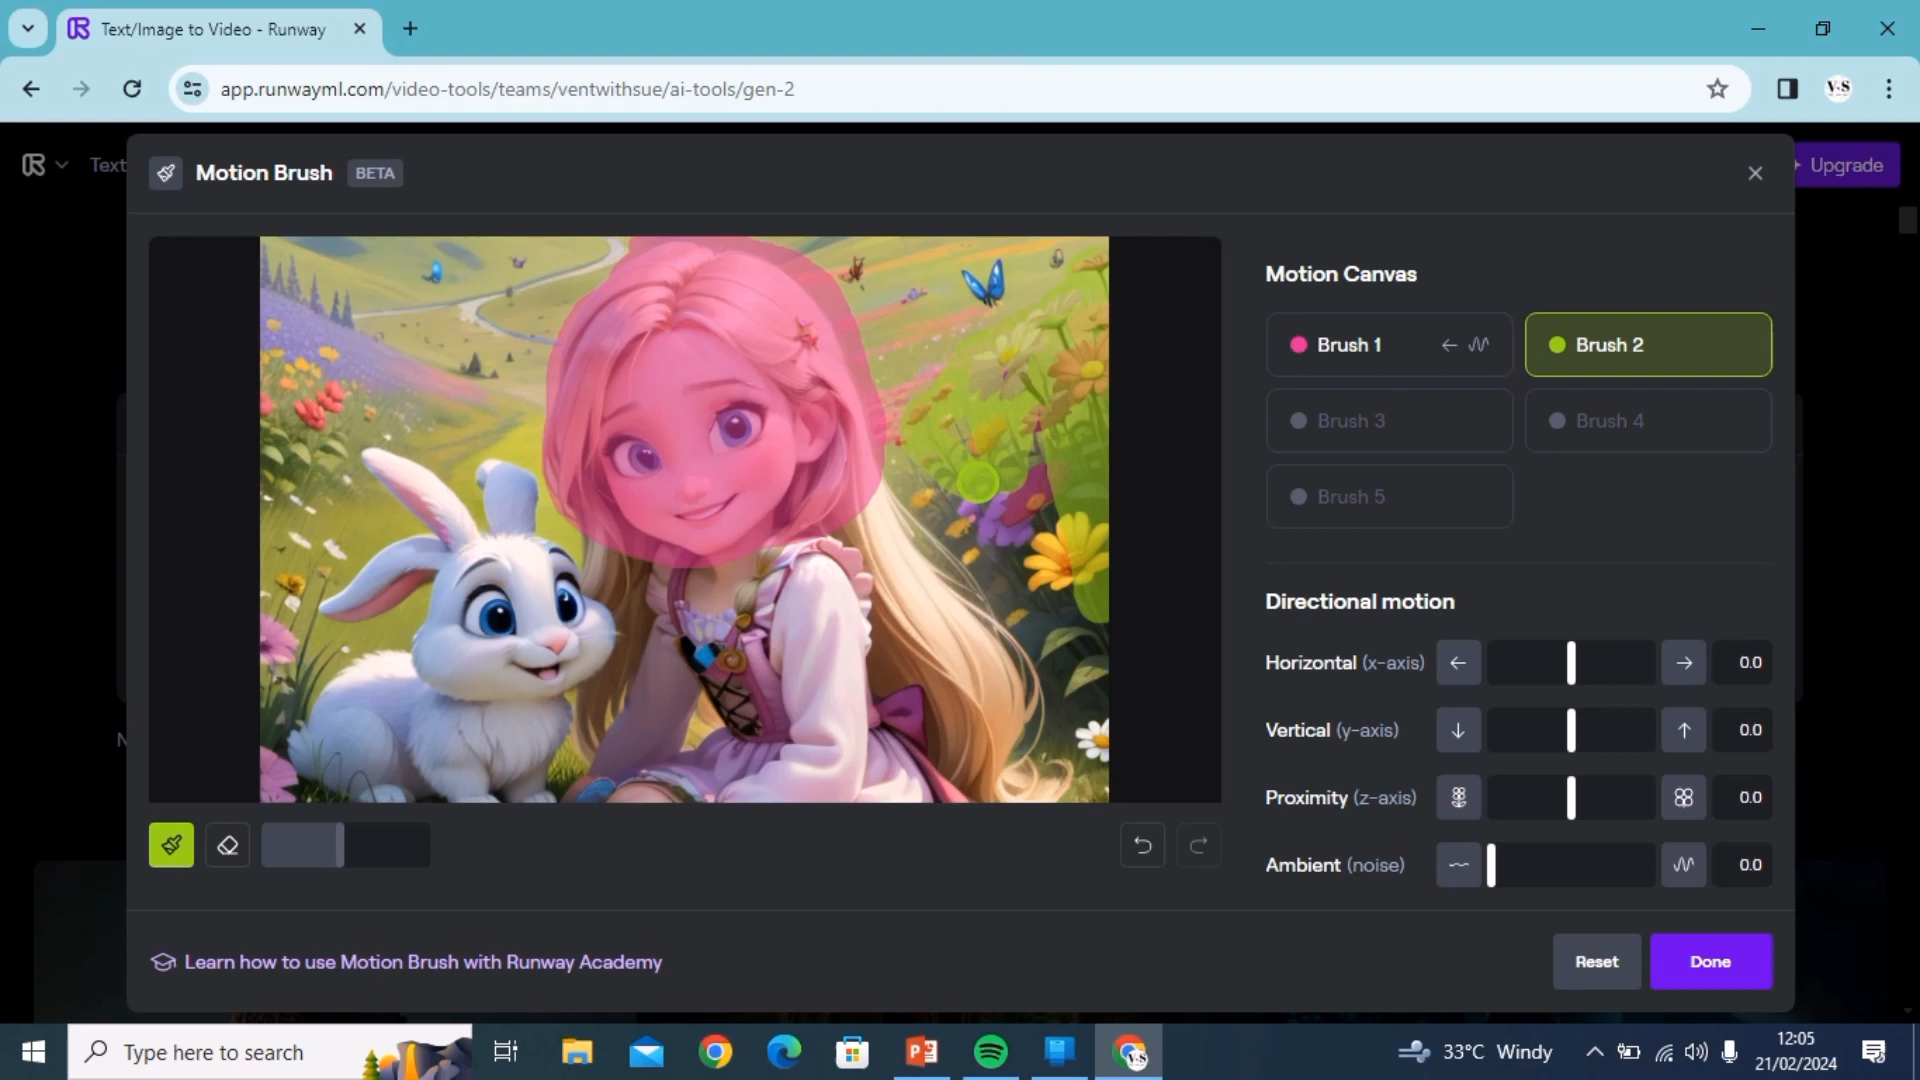 Text/Image to Video - Runway
app.runwayml.com/video-tools/teams/ventwithsue/ai-tools/gen-2
V·S
Text
Upgrade
Motion Brush
BETA
Motion Canvas
Brush 1
Brush 2
Brush 3
Brush 4
Brush 5
Directional motion
Horizontal (x-axis)
0.0
Vertical (y-axis)
0.0
Proximity (z-axis)
0.0
Ambient (noise)
0.0
N
Learn how to use Motion Brush with Runway Academy
Reset
Done
Type here to search
V·S
33°C Windy
12:05
21/02/2024